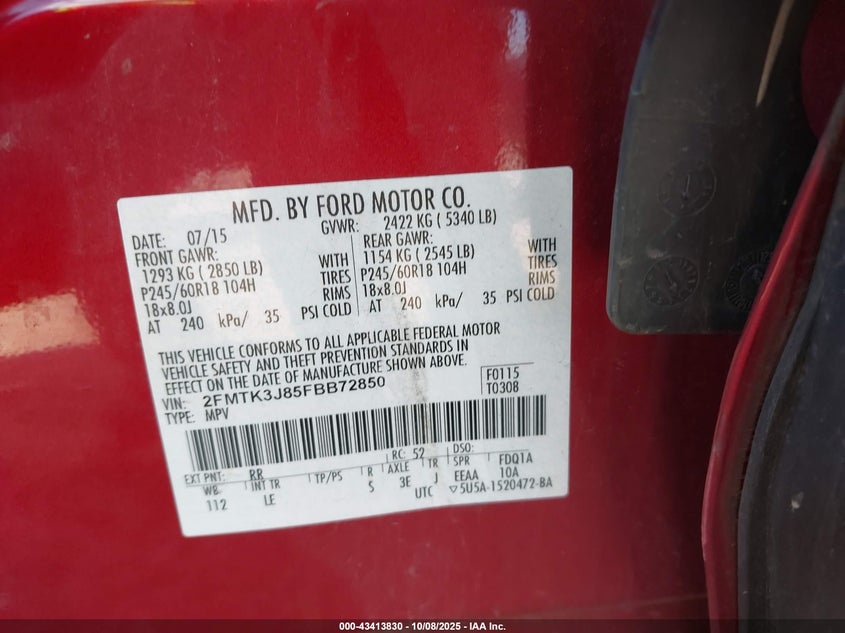 MFD. BY FORD MOTOR CO.
DATE: 07/15 GVWR: 2422 KG ( 5340 LB)
FRONT GAWR: REAR GAWR:
1293 KG ( 2850 LB) WITH 1154 KG ( 2545 LB) WITH
P245/60R18 104H TIRES P245/60R18 104H TIRES
18x8.0J RIMS 18x8.0J RIMS
AT 240 kPa/ 35 PSI COLD AT 240 kPa/ 35 PSI COLD
THIS VEHICLE CONFORMS TO ALL APPLICABLE FEDERAL MOTOR
VEHICLE SAFETY AND THEFT PREVENTION STANDARDS IN
EFFECT ON THE DATE OF MANUFACTURE SHOWN ABOVE.
VIN: 2FMTK3J85FBB72850 F0115
TYPE: MPV T0308
EXT PNT: RR RC: 52 DSO:
WB INT TR TP/PS R AXLE TR SPR FDQ1A
112 LE S 3E J EEAA 10A
UTC ▽5U5A-1520472-BA
000-43413830 - 10/08/2025 - IAA Inc.